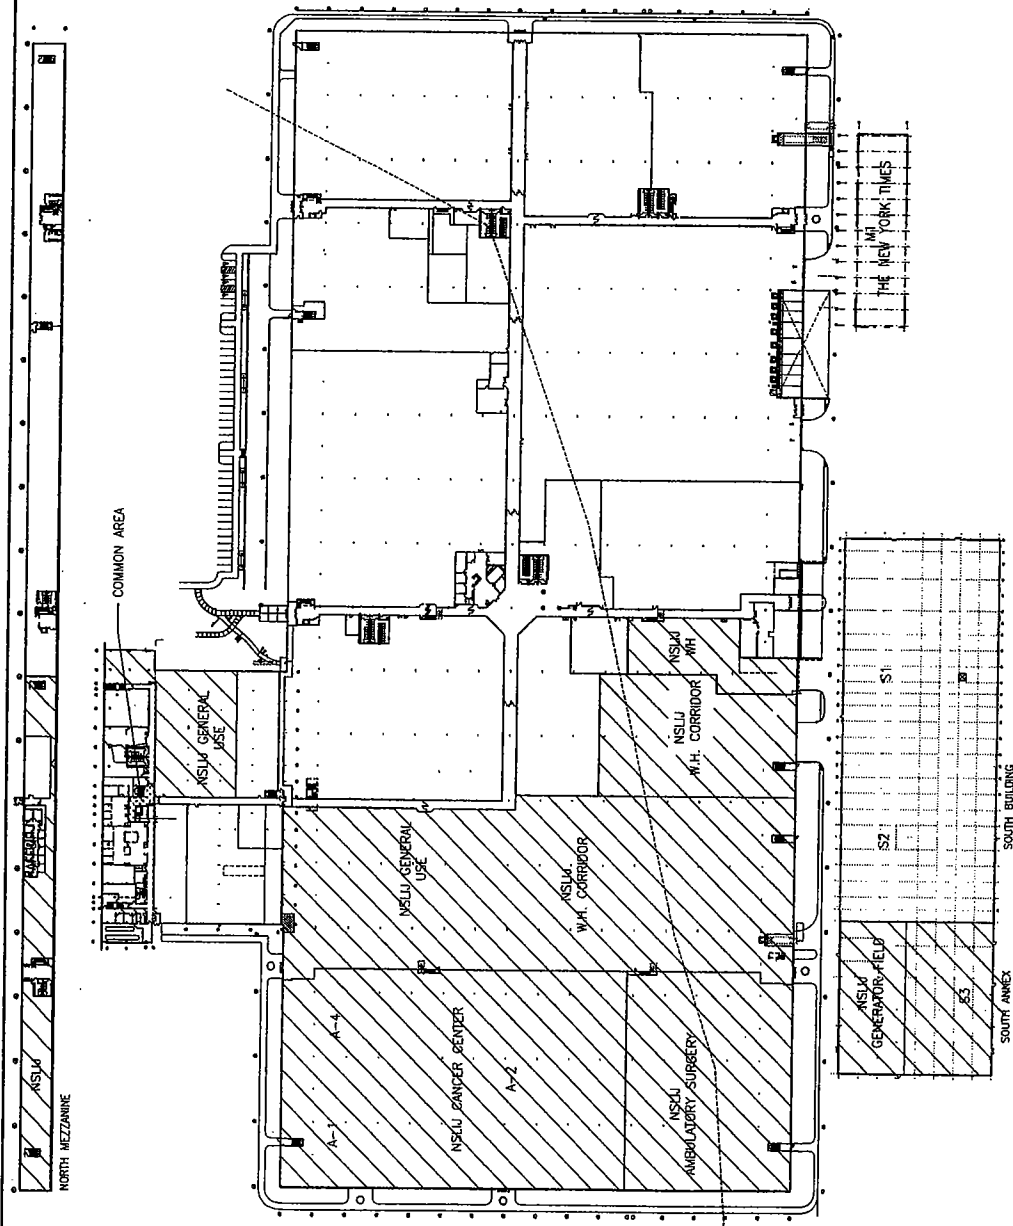 COMMON AREA
NSLIJ
NORTH MEZZANINE
NSLIJ GENERAL
USE
NSLIJ GENERAL
USE
NSLIJ
W.H. CORRIDOR
NSLIJ
W.H. CORRIDOR
NSLIJ
WH
A-4
A-1
NSLIJ CANCER CENTER
A-2
NSLIJ
AMBULATORY SURGERY
M1
THE NEW YORK TIMES
S1
S2
SOUTH BUILDING
NSLIJ
GENERATOR FIELD
S3
SOUTH ANNEX